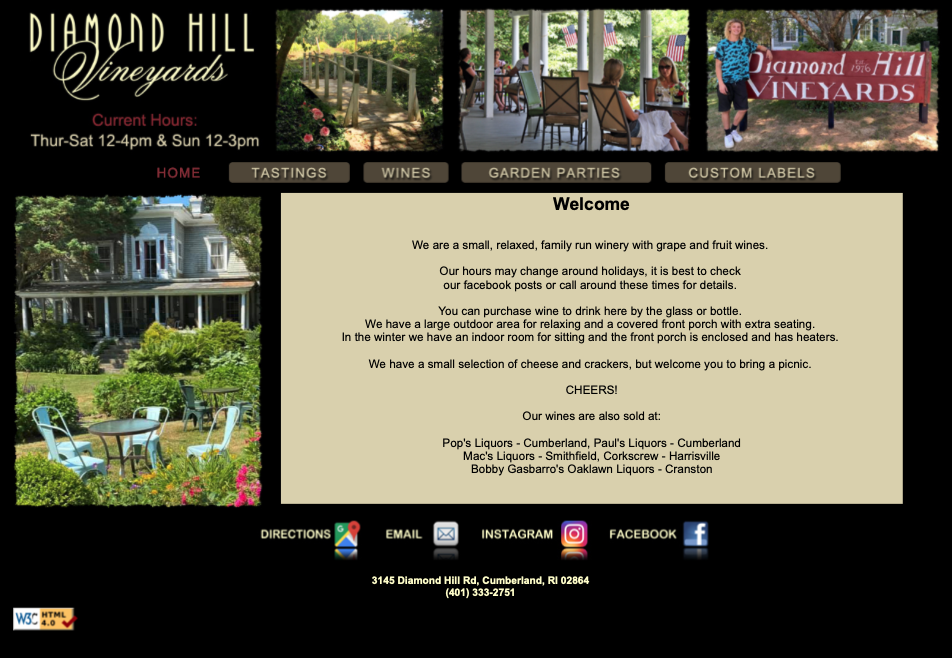 DIAMOND HILL
Vineyards
Current Hours:
Thur-Sat 12-4pm & Sun 12-3pm
Diamond Est. 1976 Hill
VINEYARDS
HOME TASTINGS WINES GARDEN PARTIES CUSTOM LABELS
Welcome
We are a small, relaxed, family run winery with grape and fruit wines.
Our hours may change around holidays, it is best to check
our facebook posts or call around these times for details.
You can purchase wine to drink here by the glass or bottle.
We have a large outdoor area for relaxing and a covered front porch with extra seating.
In the winter we have an indoor room for sitting and the front porch is enclosed and has heaters.
We have a small selection of cheese and crackers, but welcome you to bring a picnic.
CHEERS!
Our wines are also sold at:
Pop's Liquors - Cumberland, Paul's Liquors - Cumberland
Mac's Liquors - Smithfield, Corkscrew - Harrisville
Bobby Gasbarro's Oaklawn Liquors - Cranston
DIRECTIONS EMAIL INSTAGRAM FACEBOOK
3145 Diamond Hill Rd, Cumberland, RI 02864
(401) 333-2751
W3C HTML
4.0